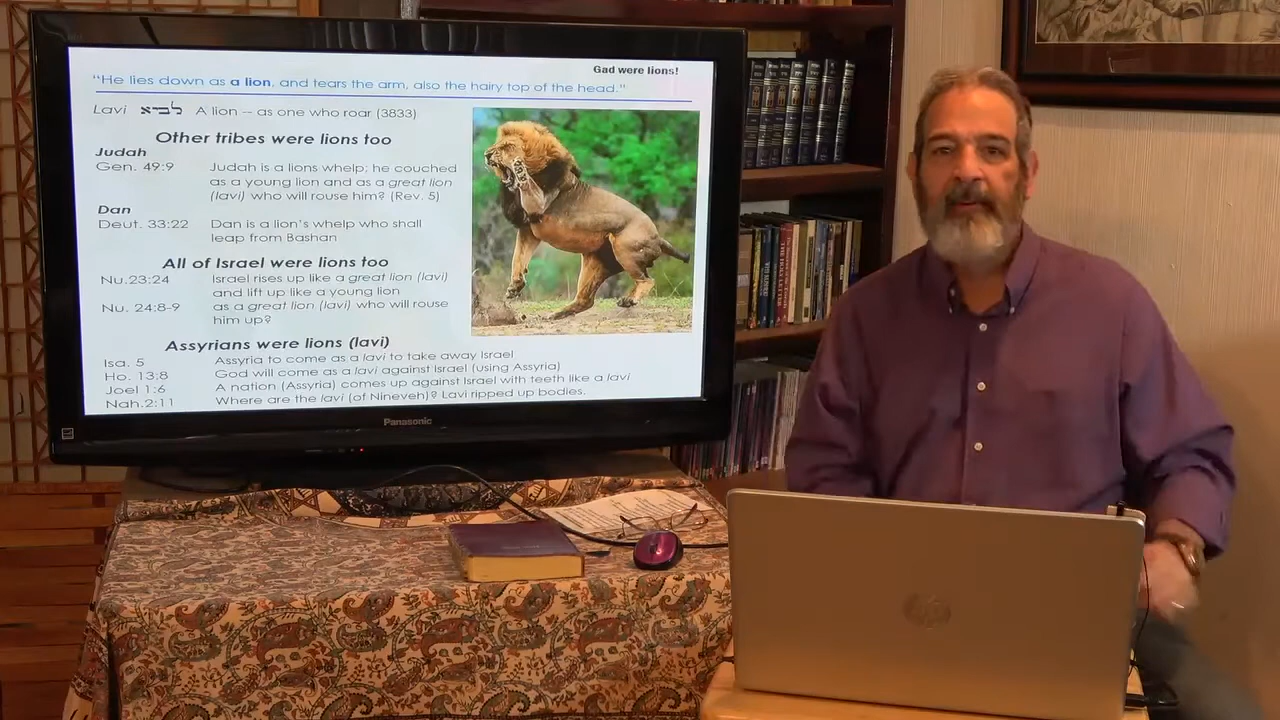 Gad were lions!
"He lies down as a lion, and tears the arm, also the hairy top of the head."
Lavi לביא A lion -- as one who roar (3833)
Other tribes were lions too
Judah
Gen. 49:9 Judah is a lions whelp; he couched
as a young lion and as a great lion
(lavi) who will rouse him? (Rev. 5)
Dan
Deut. 33:22 Dan is a lion's whelp who shall
leap from Bashan
All of Israel were lions too
Nu.23:24 Israel rises up like a great lion (lavi)
and lift up like a young lion
Nu. 24:8-9 as a great lion (lavi) who will rouse
him up?
Assyrians were lions (lavi)
Isa. 5 Assyria to come as a lavi to take away Israel
Ho. 13:8 God will come as a lavi against Israel (using Assyria)
Joel 1:6 A nation (Assyria) comes up against Israel with teeth like a lavi
Nah.2:11 Where are the lavi (of Nineveh)? Lavi ripped up bodies.
Panasonic
hp